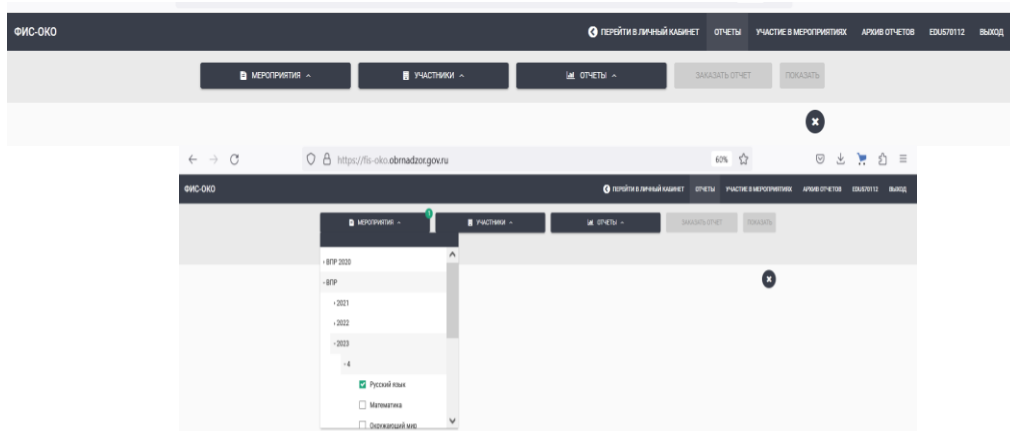 ФИС-ОКО ПЕРЕЙТИ В ЛИЧНЫЙ КАБИНЕТ ОТЧЕТЫ УЧАСТИЕ В МЕРОПРИЯТИЯХ АРХИВ ОТЧЕТОВ EDU570112 ВЫХОД
МЕРОПРИЯТИЯ УЧАСТНИКИ ОТЧЕТЫ ЗАКАЗАТЬ ОТЧЕТ ПОКАЗАТЬ
https://fis-oko.obrnadzor.gov.ru 60%
ФИС-ОКО ПЕРЕЙТИ В ЛИЧНЫЙ КАБИНЕТ ОТЧЕТЫ УЧАСТИЕ В МЕРОПРИЯТИЯХ АРХИВ ОТЧЕТОВ EDU570112 ВЫХОД
МЕРОПРИЯТИЯ 1 УЧАСТНИКИ ОТЧЕТЫ ЗАКАЗАТЬ ОТЧЕТ ПОКАЗАТЬ
ВПР 2020
ВПР
2021
2022
2023
4
Русский язык
Математика
Окружающий мир